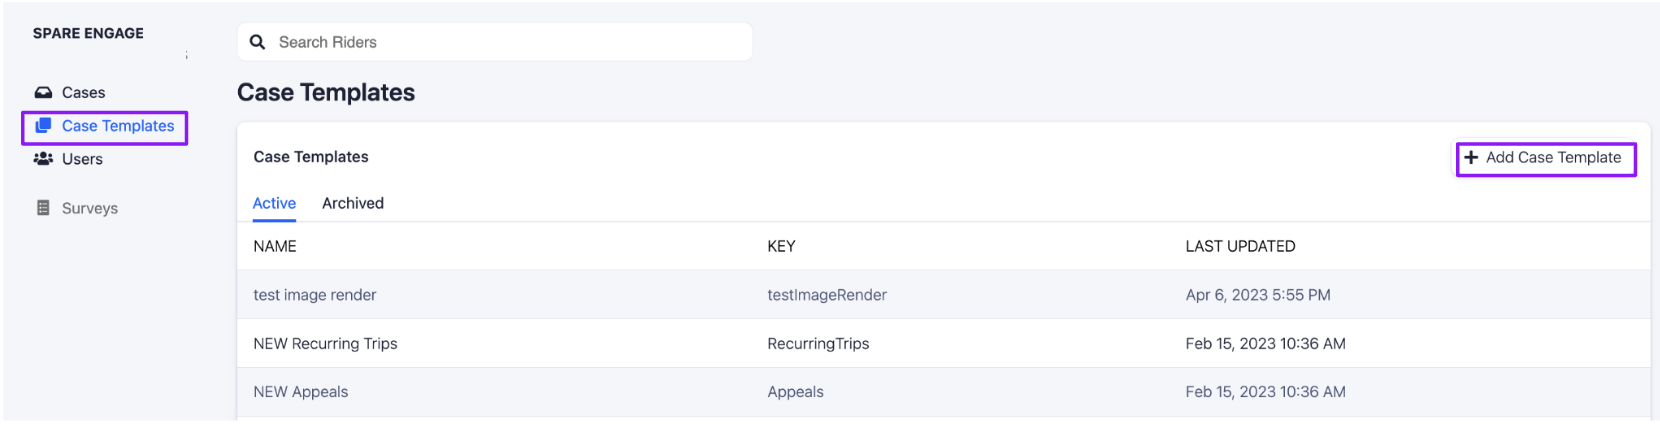 SPARE ENGAGE
Search Riders
Cases
Case Templates
Users
Surveys
Case Templates
Case Templates
Add Case Template
Active Archived
NAME KEY LAST UPDATED
test image render testImageRender Apr 6, 2023 5:55 PM
NEW Recurring Trips RecurringTrips Feb 15, 2023 10:36 AM
NEW Appeals Appeals Feb 15, 2023 10:36 AM